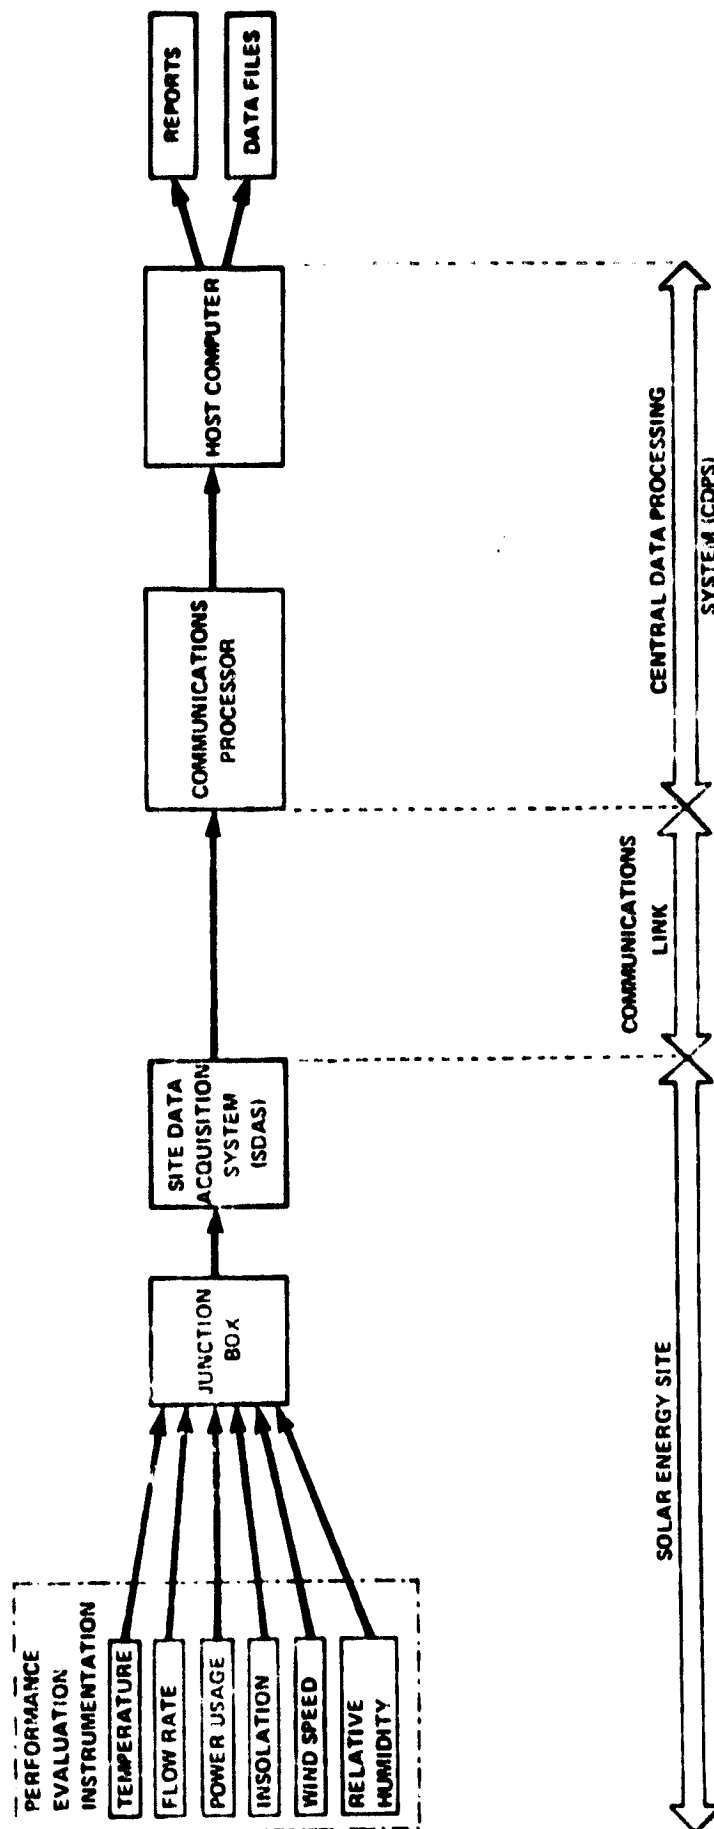 PERFORMANCE
EVALUATION
INSTRUMENTATION
TEMPERATURE
FLOW RATE
POWER USAGE
INSOLATION
WIND SPEED
RELATIVE
HUMIDITY
JUNCTION
BOX
SITE DATA
ACQUISITION
SYSTEM
(SDAS)
COMMUNICATIONS
PROCESSOR
HOST COMPUTER
REPORTS
DATA FILES
SOLAR ENERGY SITE
COMMUNICATIONS
LINK
CENTRAL DATA PROCESSING
SYSTEM (CDPS)